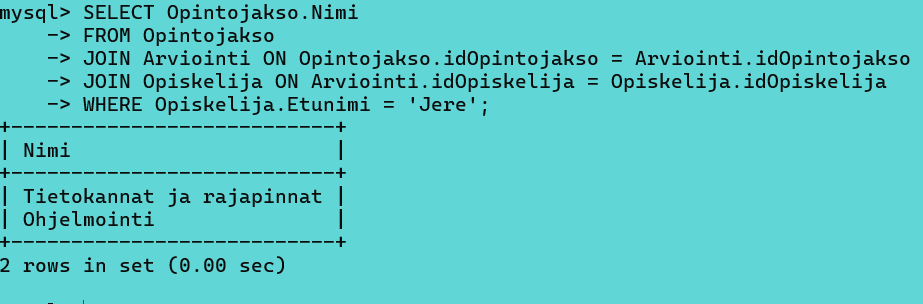 mysql> SELECT Opintojakso.Nimi
    -> FROM Opintojakso
    -> JOIN Arviointi ON Opintojakso.idOpintojakso = Arviointi.idOpintojakso
    -> JOIN Opiskelija ON Arviointi.idOpiskelija = Opiskelija.idOpiskelija
    -> WHERE Opiskelija.Etunimi = 'Jere';
+---------------------------+
| Nimi                      |
+---------------------------+
| Tietokannat ja rajapinnat |
| Ohjelmointi               |
+---------------------------+
2 rows in set (0.00 sec)